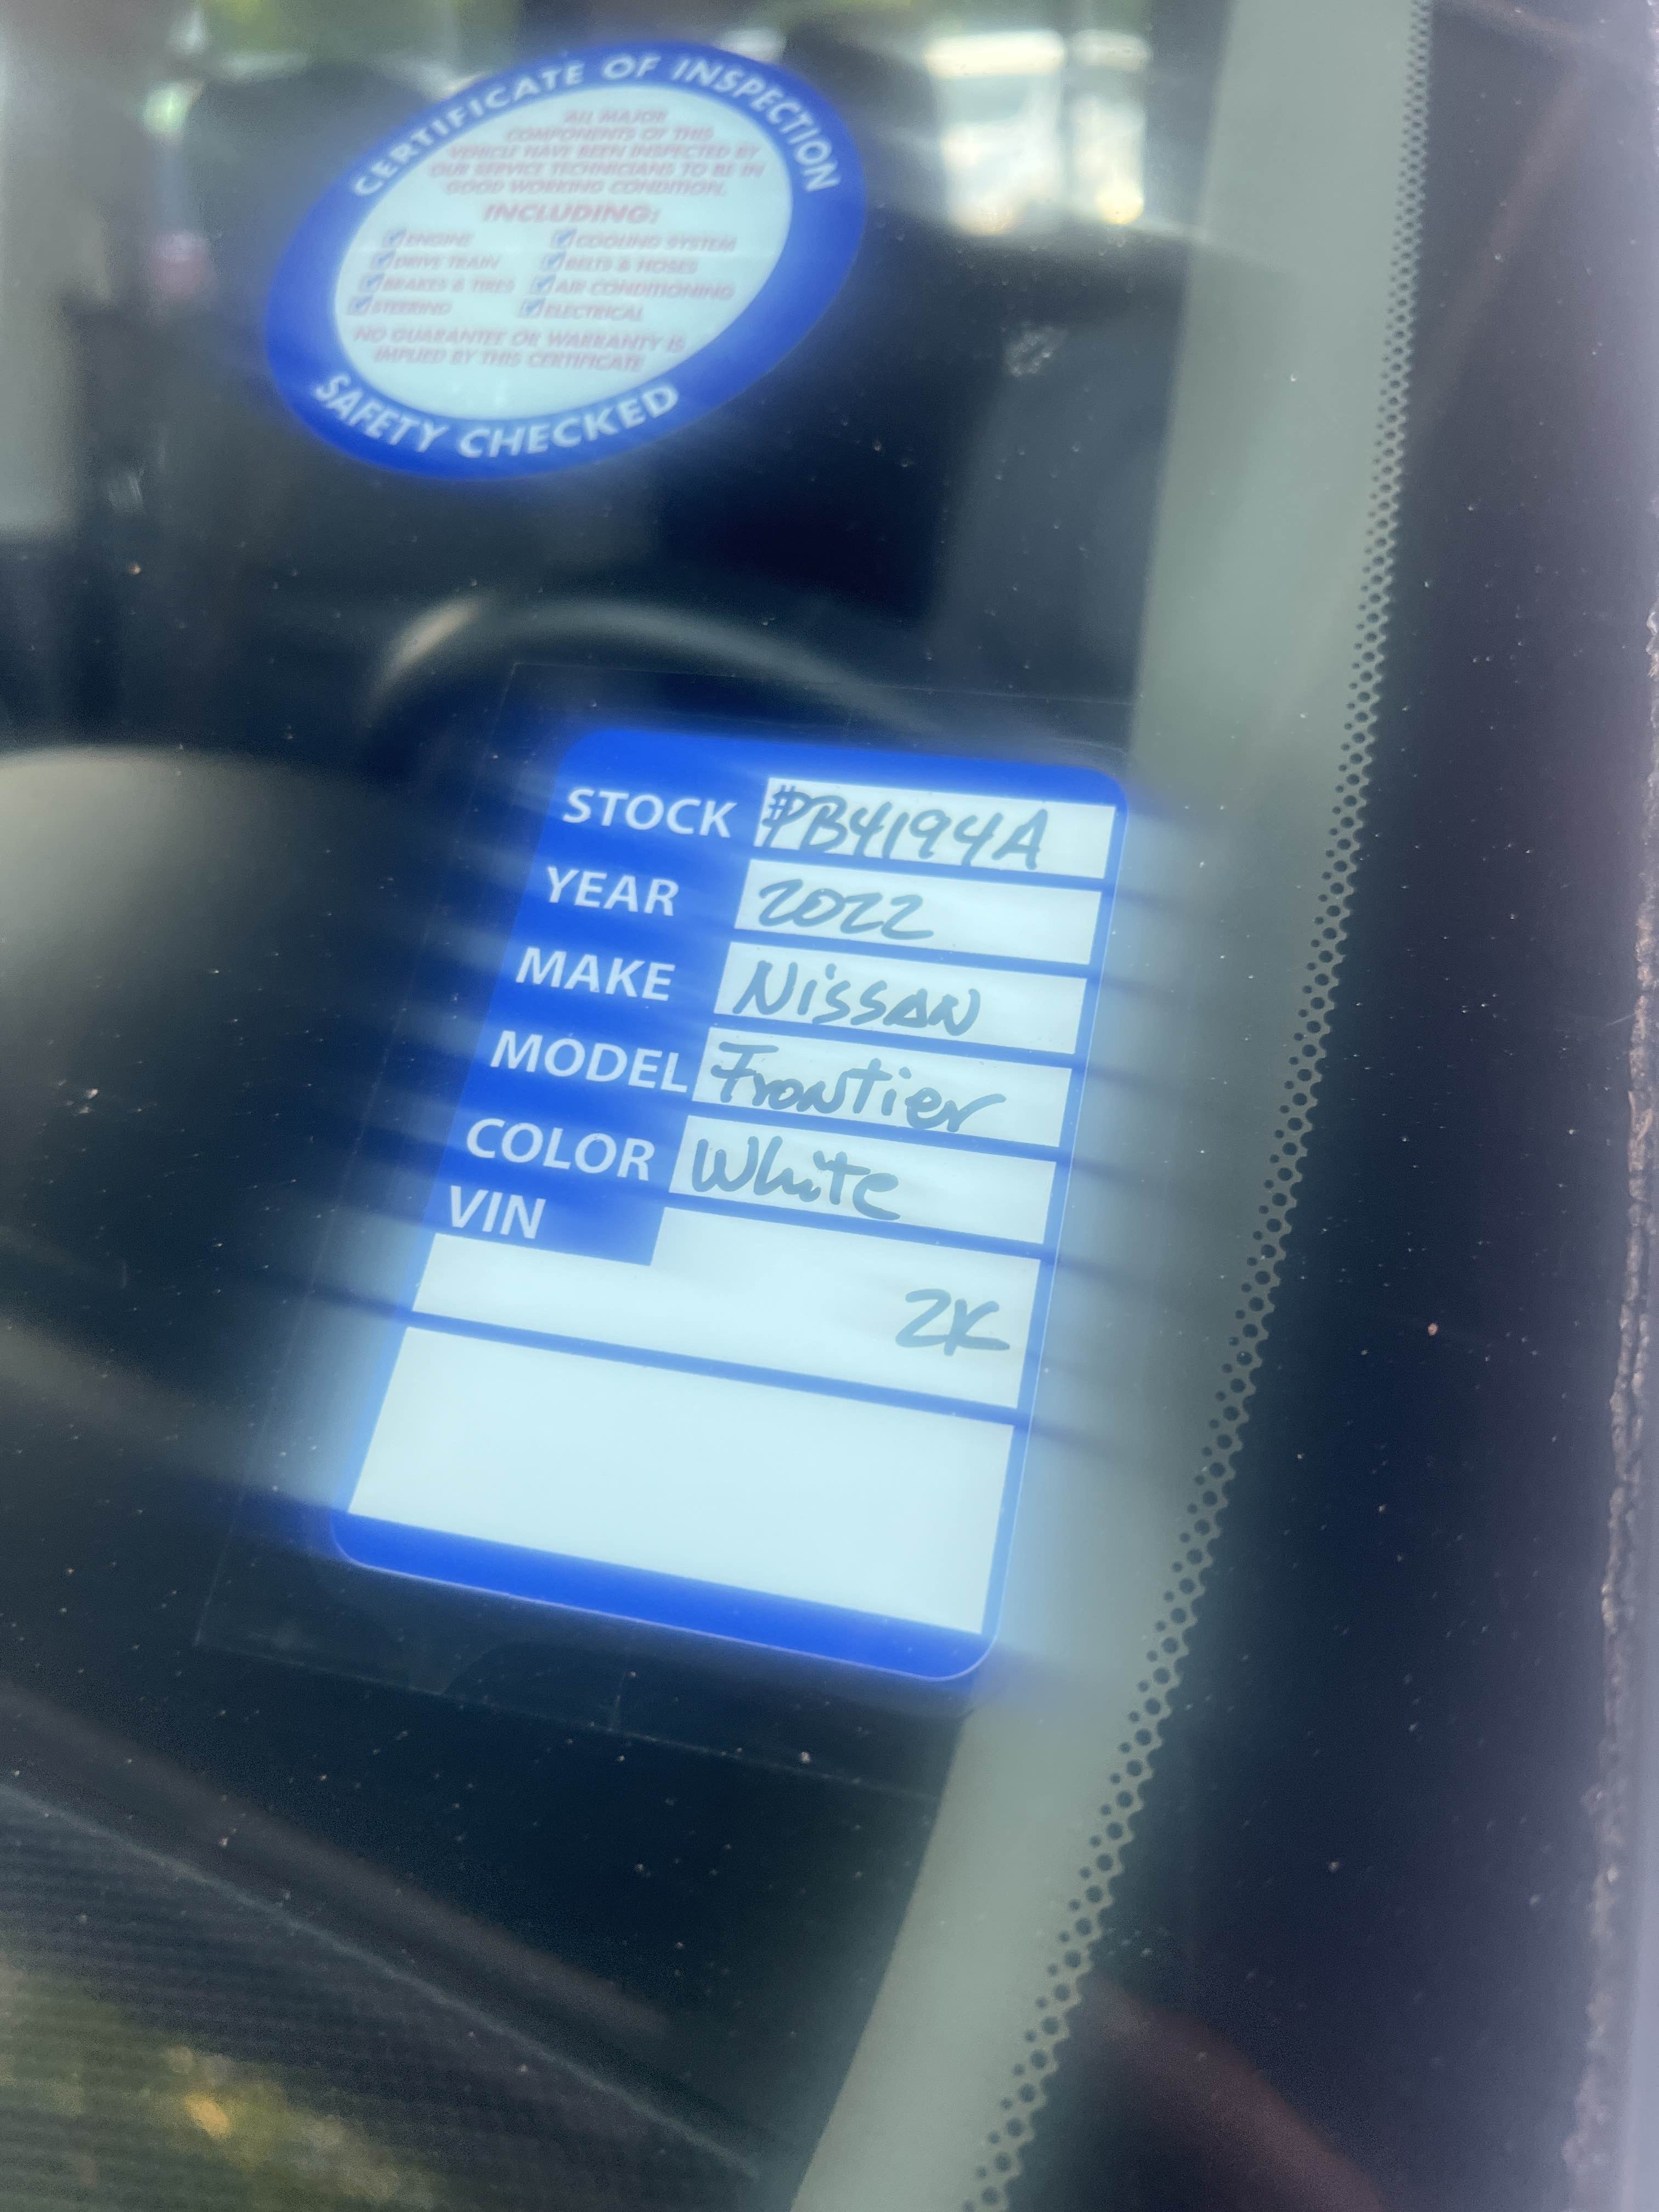 CERTIFICATE OF INSPECTION
ALL MAJOR
COMPONENTS OF THIS
VEHICLE HAVE BEEN INSPECTED BY
OUR SERVICE TECHNICIANS TO BE IN
GOOD WORKING CONDITION.
INCLUDING:
ENGINE COOLING SYSTEM
DRIVE TRAIN BELTS & HOSES
BRAKES & TIRES AIR CONDITIONING
STEERING ELECTRICAL
NO GUARANTEE OR WARRANTY IS
IMPLIED BY THIS CERTIFICATE
SAFETY CHECKED
STOCK #PB4194A
YEAR 2022
MAKE Nissan
MODEL Frontier
COLOR White
VIN
2K